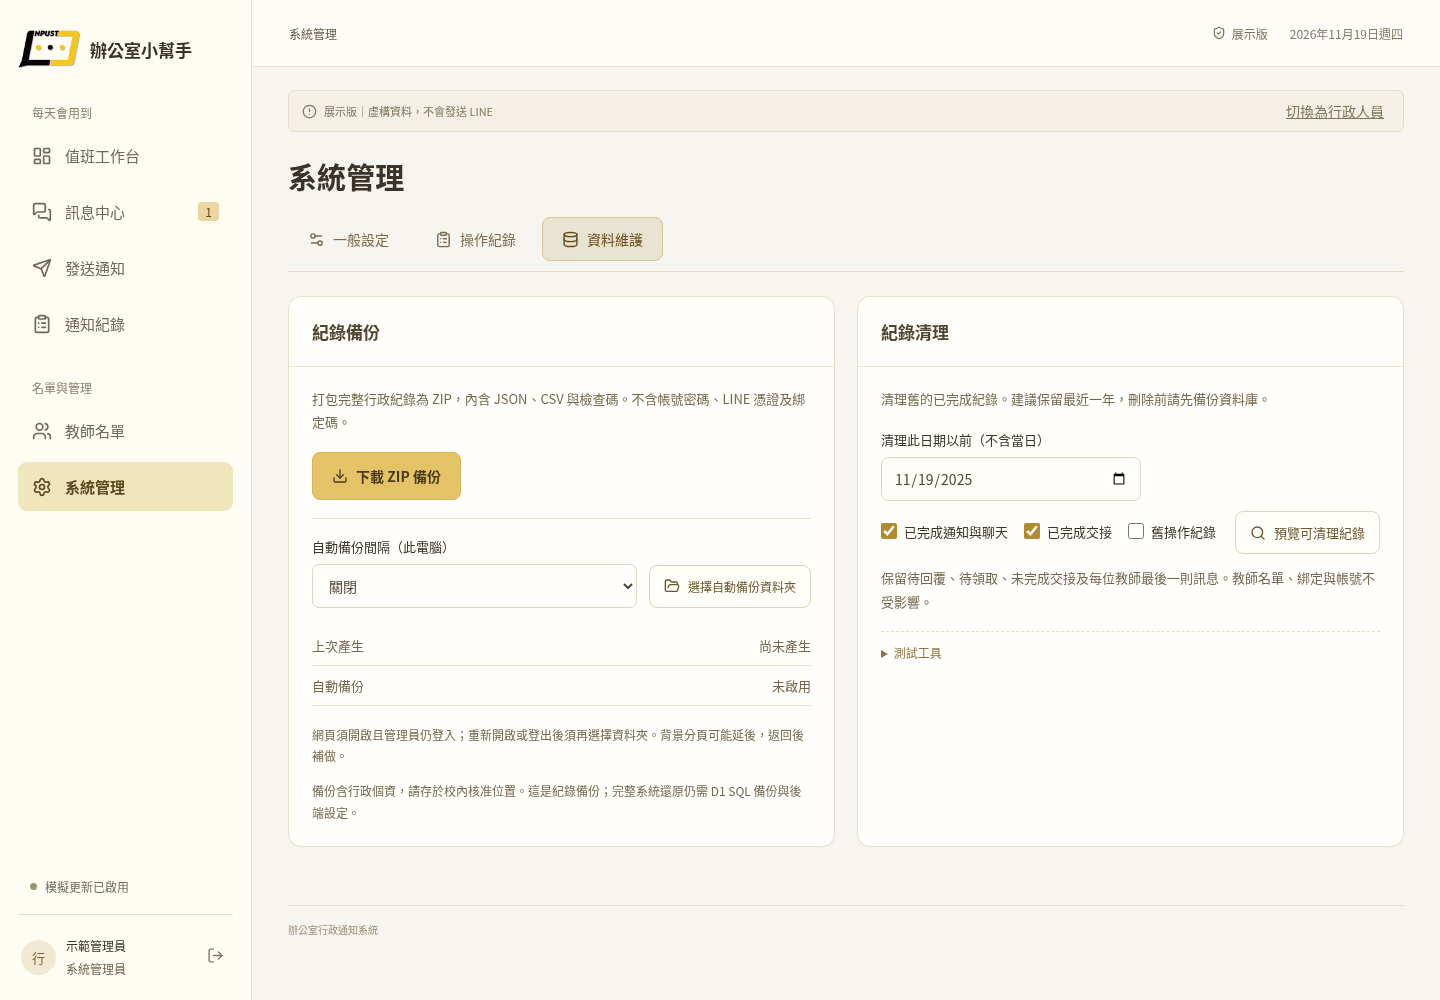 NPUST
辦公室小幫手
每天會用到
值班工作台
訊息中心
1
發送通知
通知紀錄
名單與管理
教師名單
系統管理
模擬更新已啟用
行
示範管理員
系統管理員
系統管理
展示版
2026年11月19日週四
展示版｜虛構資料，不會發送 LINE
切換為行政人員
系統管理
一般設定
操作紀錄
資料維護
紀錄備份
打包完整行政紀錄為 ZIP，內含 JSON、CSV 與檢查碼。不含帳號密碼、LINE 憑證及綁
定碼。
下載 ZIP 備份
自動備份間隔（此電腦）
關閉
選擇自動備份資料夾
上次產生
尚未產生
自動備份
未啟用
網頁須開啟且管理員仍登入；重新開啟或登出後須再選擇資料夾。背景分頁可能延後，返回後
補做。
備份含行政個資，請存於校內核准位置。這是紀錄備份；完整系統還原仍需 D1 SQL 備份與後
端設定。
紀錄清理
清理舊的已完成紀錄。建議保留最近一年，刪除前請先備份資料庫。
清理此日期以前（不含當日）
11/19/2025
已完成通知與聊天
已完成交接
舊操作紀錄
預覽可清理紀錄
保留待回覆、待領取、未完成交接及每位教師最後一則訊息。教師名單、綁定與帳號不
受影響。
測試工具
辦公室行政通知系統